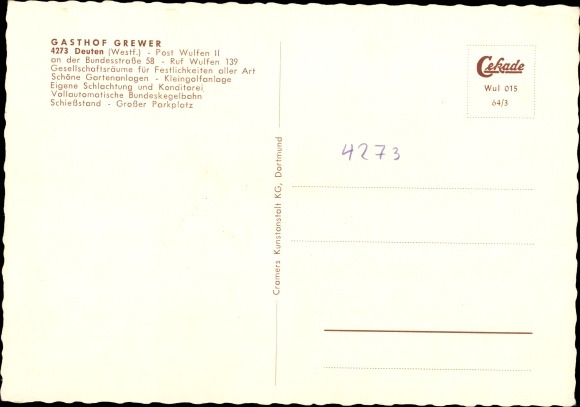 GASTHOF GREWER
4273 Deuten (Westf.) - Post Wulfen II
an der Bundesstraße 58 - Ruf Wulfen 139
Gesellschaftsräume für Festlichkeiten aller Art
Schöne Gartenanlagen - Kleingolfanlage
Eigene Schlachtung und Konditorei
Vollautomatische Bundeskegelbahn
Schießstand - Großer Parkplatz
Cramers Kunstanstalt KG, Dortmund
Cekade
Wul 015
64/3
4273